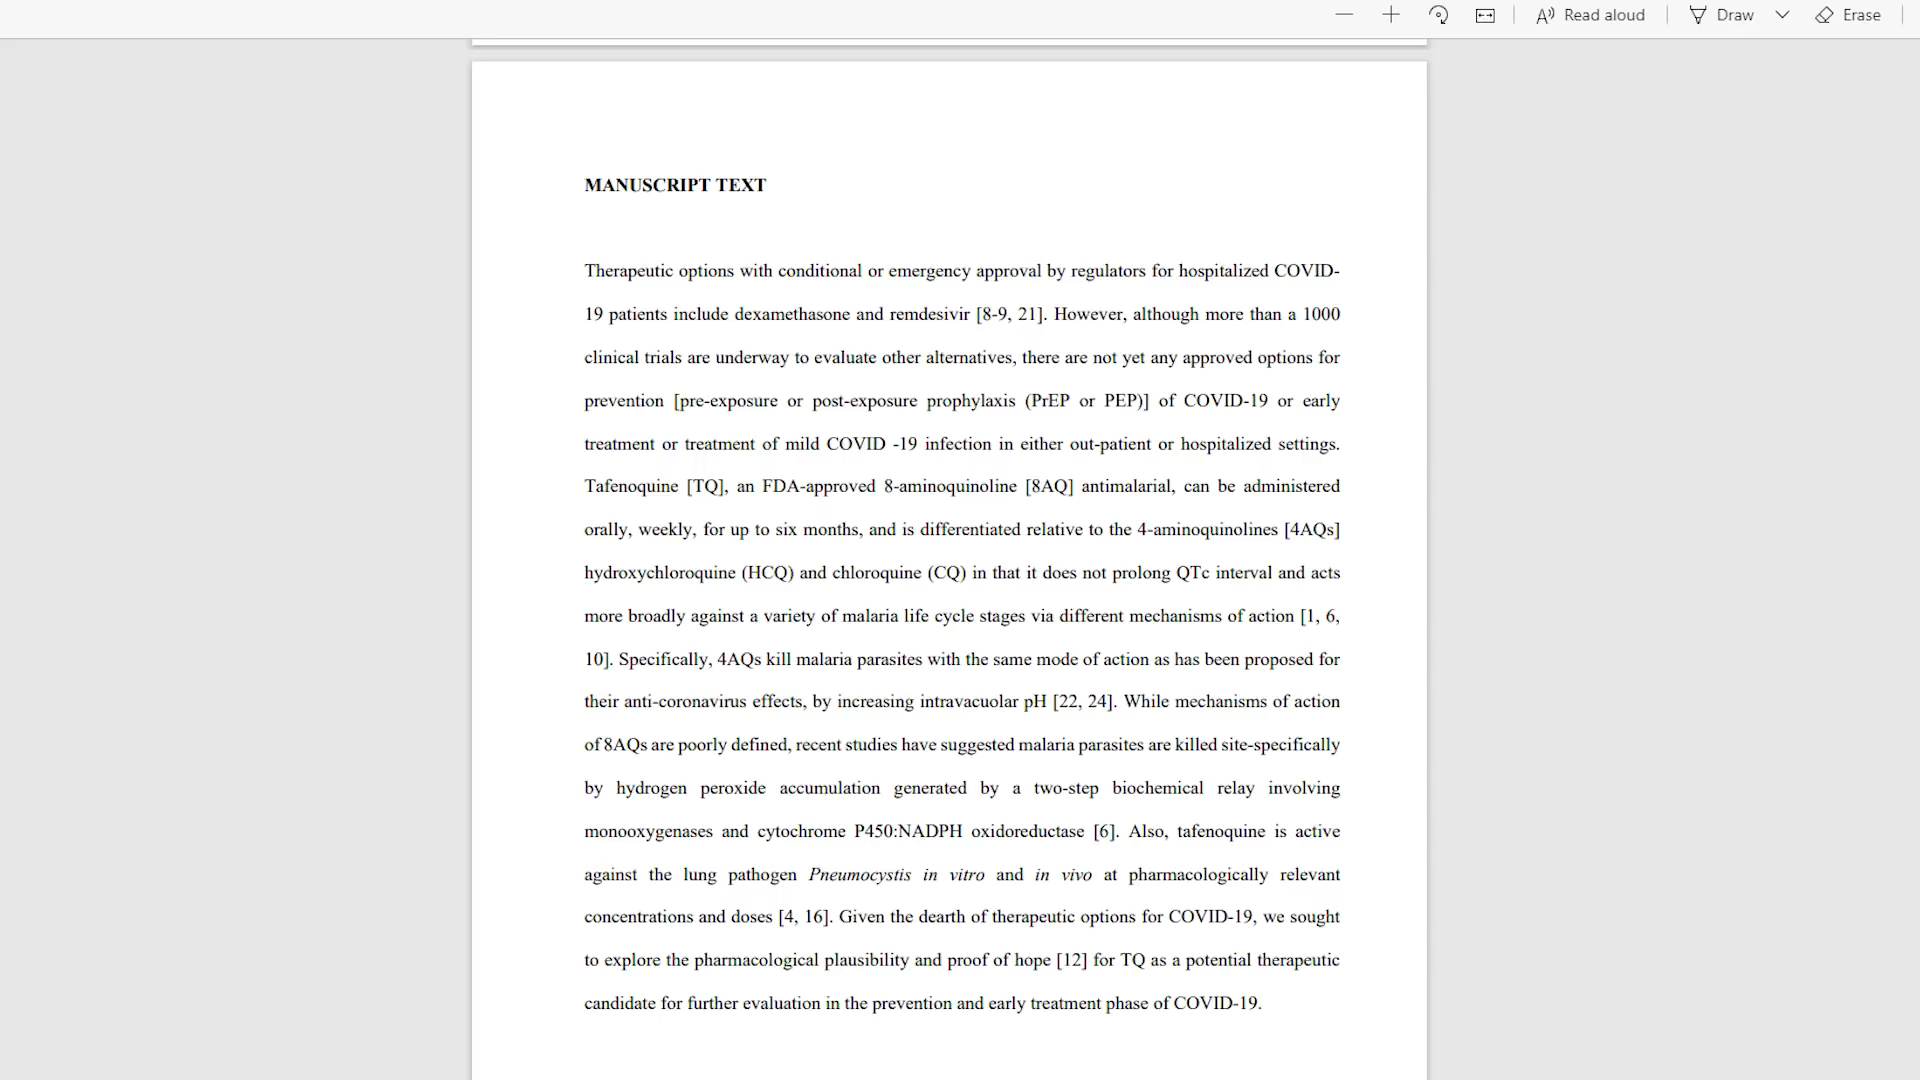 Read aloud
Draw
Erase
MANUSCRIPT TEXT
Therapeutic options with conditional or emergency approval by regulators for hospitalized COVID-
19 patients include dexamethasone and remdesivir [8-9, 21]. However, although more than a 1000
clinical trials are underway to evaluate other alternatives, there are not yet any approved options for
prevention [pre-exposure or post-exposure prophylaxis (PrEP or PEP)] of COVID-19 or early
treatment or treatment of mild COVID -19 infection in either out-patient or hospitalized settings.
Tafenoquine [TQ], an FDA-approved 8-aminoquinoline [8AQ] antimalarial, can be administered
orally, weekly, for up to six months, and is differentiated relative to the 4-aminoquinolines [4AQs]
hydroxychloroquine (HCQ) and chloroquine (CQ) in that it does not prolong QTc interval and acts
more broadly against a variety of malaria life cycle stages via different mechanisms of action [1, 6,
10]. Specifically, 4AQs kill malaria parasites with the same mode of action as has been proposed for
their anti-coronavirus effects, by increasing intravacuolar pH [22, 24]. While mechanisms of action
of 8AQs are poorly defined, recent studies have suggested malaria parasites are killed site-specifically
by hydrogen peroxide accumulation generated by a two-step biochemical relay involving
monooxygenases and cytochrome P450:NADPH oxidoreductase [6]. Also, tafenoquine is active
against the lung pathogen Pneumocystis in vitro and in vivo at pharmacologically relevant
concentrations and doses [4, 16]. Given the dearth of therapeutic options for COVID-19, we sought
to explore the pharmacological plausibility and proof of hope [12] for TQ as a potential therapeutic
candidate for further evaluation in the prevention and early treatment phase of COVID-19.